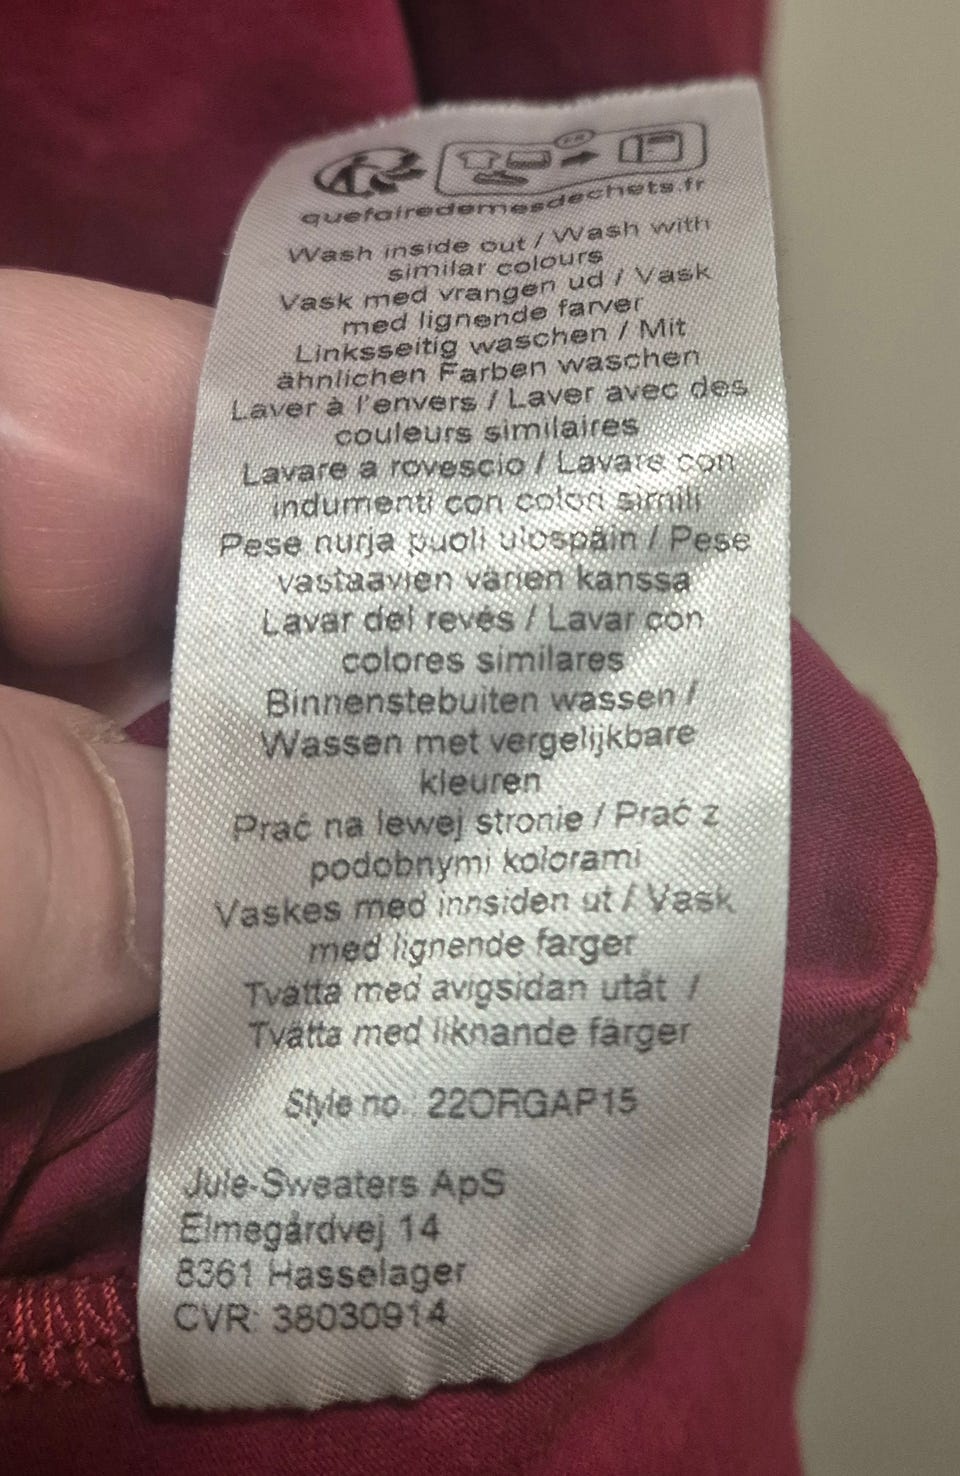 FR
quefairedemesdechets.fr
Wash inside out / Wash with
similar colours
Vask med vrangen ud / Vask
med lignende farver
Linksseitig waschen / Mit
ähnlichen Farben waschen
Laver à l'envers / Laver avec des
couleurs similaires
Lavare a rovescio / Lavare con
indumenti con colori simili
Pese nurja puoli ulospäin / Pese
vastaavien värien kanssa
Lavar del revés / Lavar con
colores similares
Binnenstebuiten wassen /
Wassen met vergelijkbare
kleuren
Prać na lewej stronie / Prać z
podobnymi kolorami
Vaskes med innsiden ut / Vask
med lignende farger
Tvätta med avigsidan utåt /
Tvätta med liknande färger
Style no.: 22ORGAP15
Jule-Sweaters ApS
Elmegårdvej 14
8361 Hasselager
CVR: 38030914